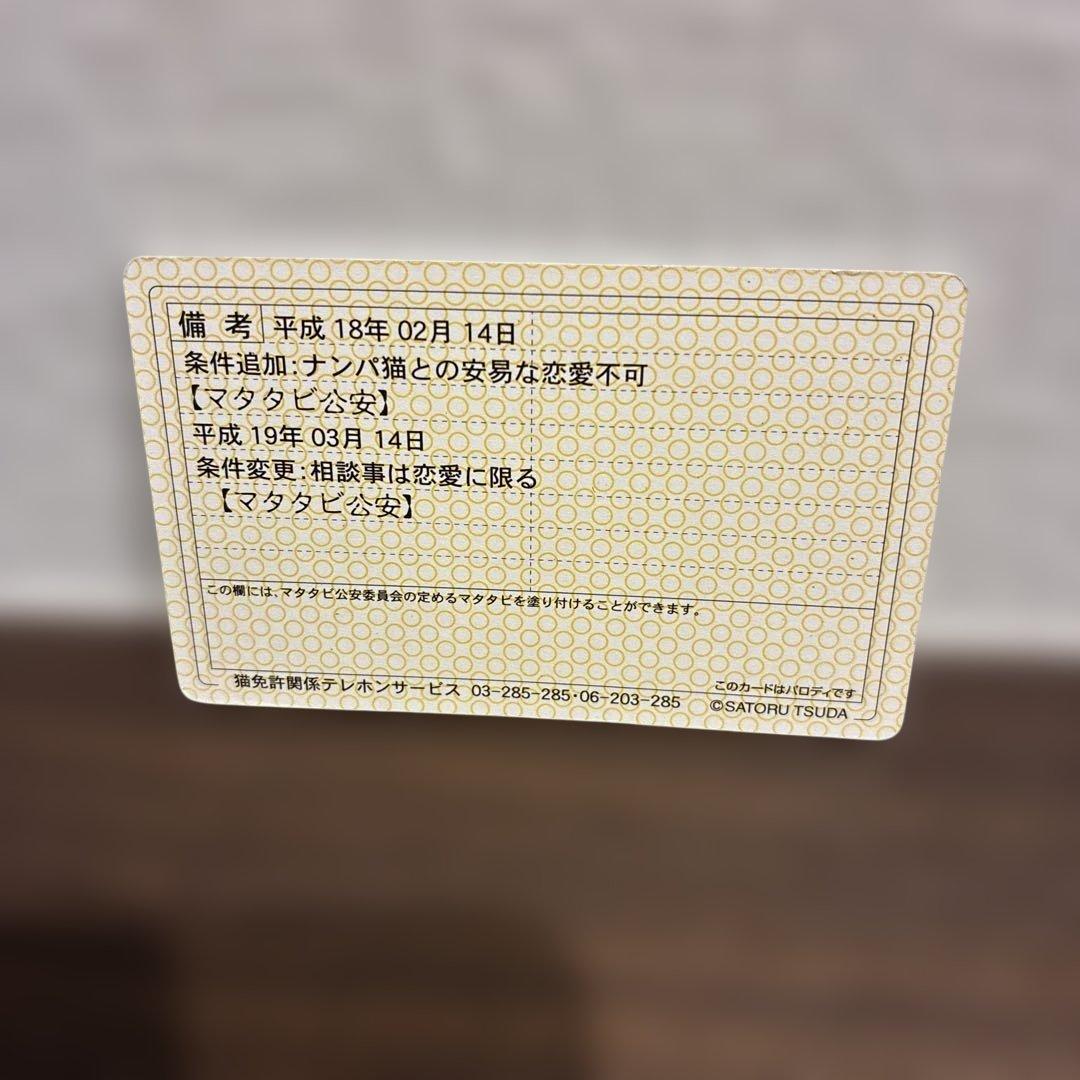 備考 平成 18年 02月 14日
条件追加:ナンパ猫との安易な恋愛不可
【マタタビ公安】
平成 19年 03月 14日
条件変更:相談事は恋愛に限る
【マタタビ公安】
この欄には、マタタビ公安委員会の定めるマタタビを塗り付けることができます。
猫免許関係テレホンサービス 03-285-285・06-203-285
このカードはパロディです
©SATORU TSUDA